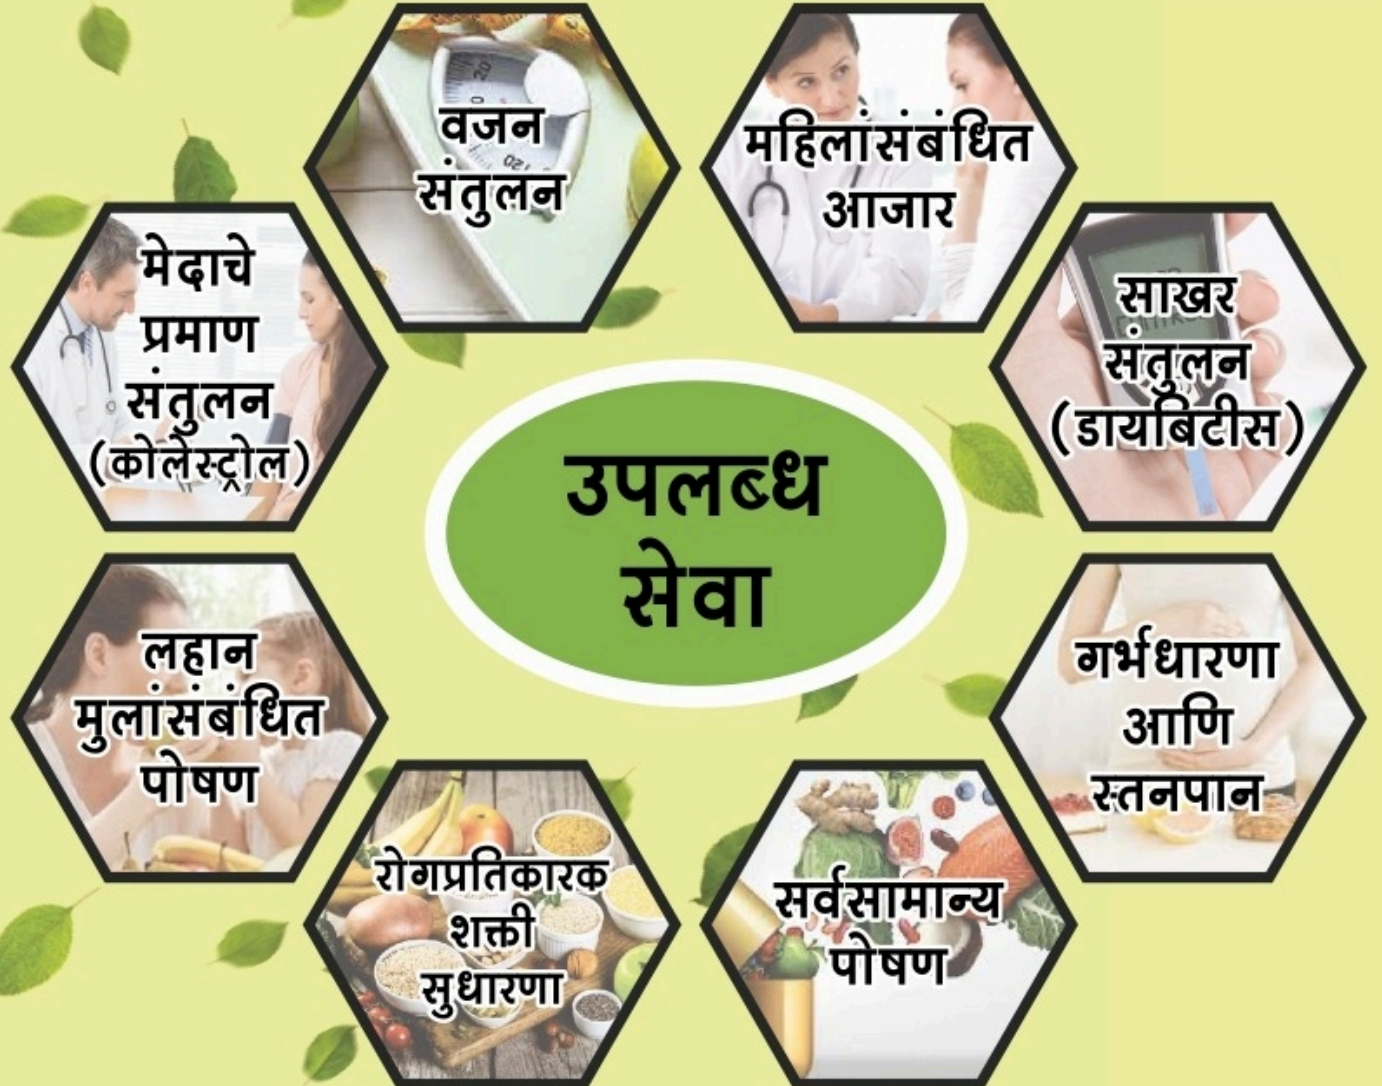 वजन
संतुलन
महिलांसंबंधित
आजार
मेदाचे
प्रमाण
संतुलन
(कोलेस्ट्रोल)
साखर
संतुलन
(डायबिटीस)
उपलब्ध
सेवा
लहान
मुलांसंबंधित
पोषण
गर्भधारणा
आणि
स्तनपान
रोगप्रतिकारक
शक्ती
सुधारणा
सर्वसामान्य
पोषण